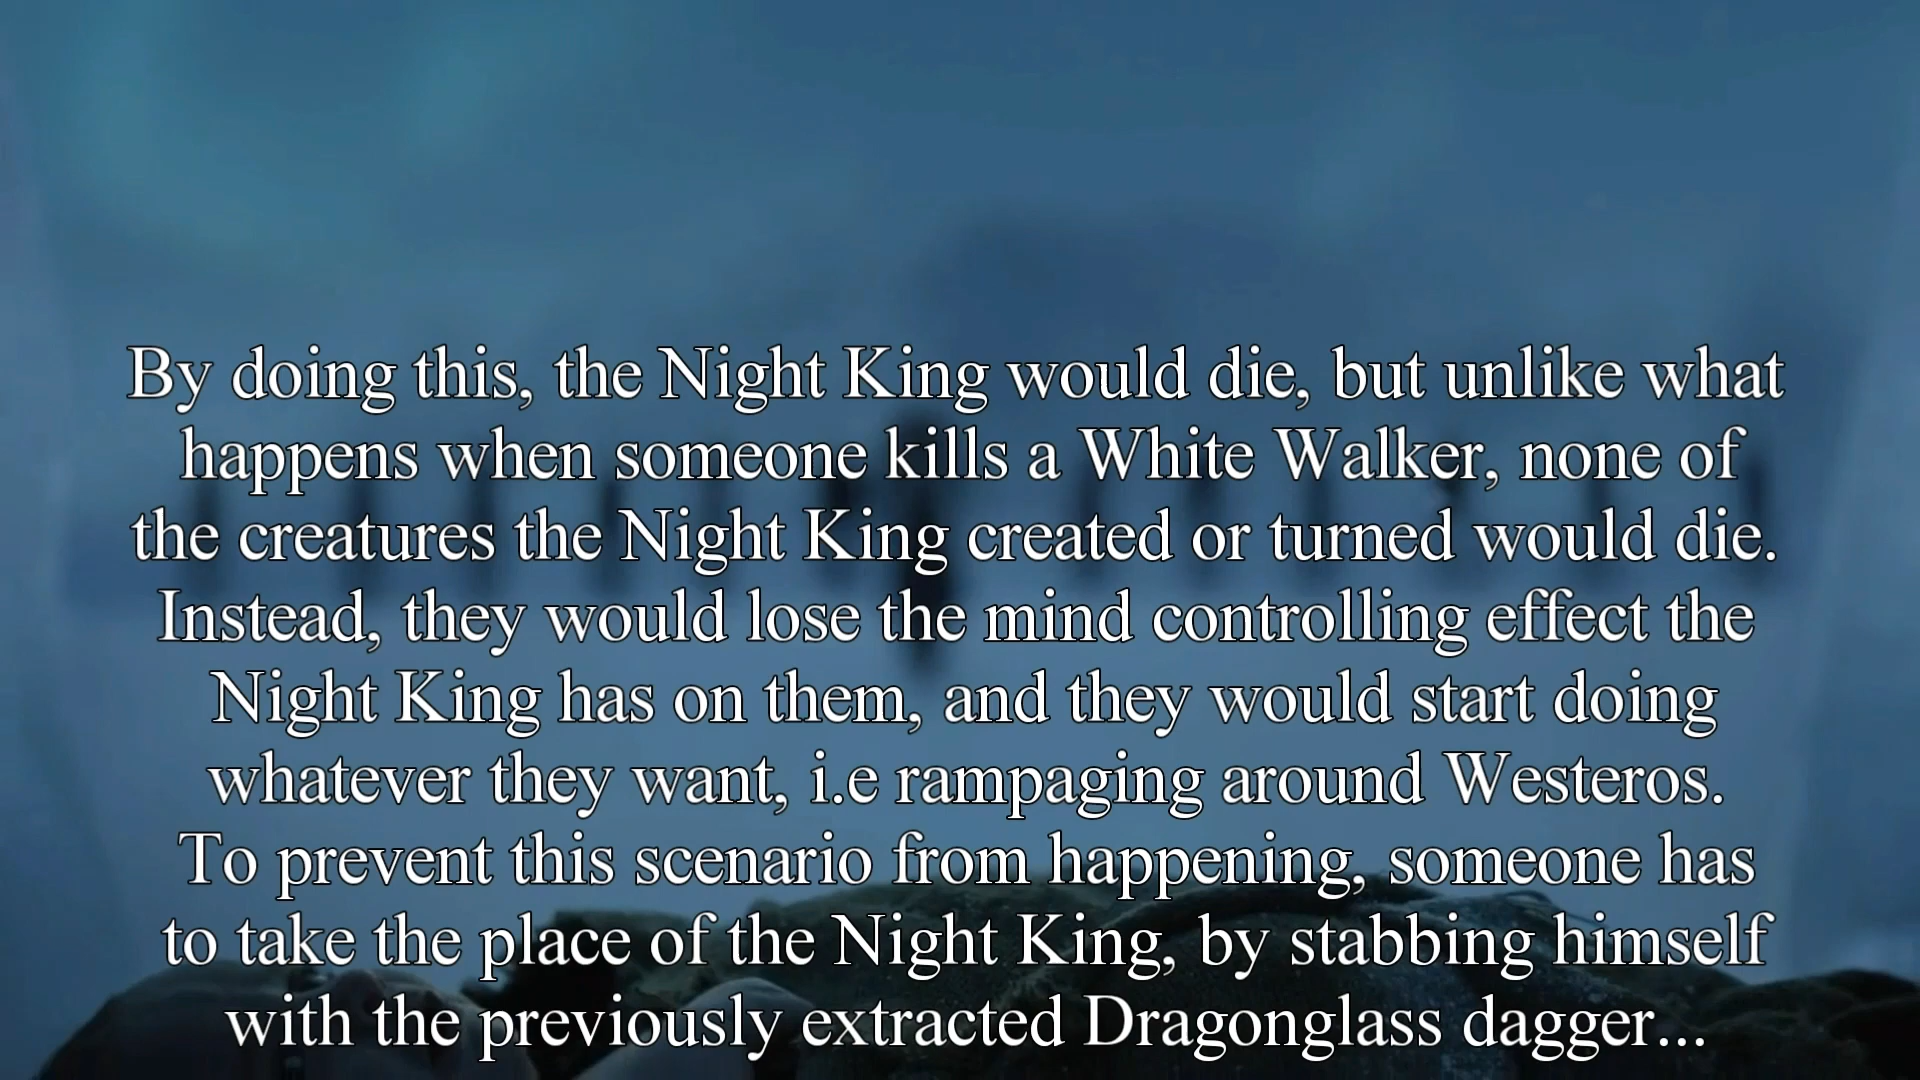 By doing this, the Night King would die, but unlike what
happens when someone kills a White Walker, none of
the creatures the Night King created or turned would die.
Instead, they would lose the mind controlling effect the
Night King has on them, and they would start doing
whatever they want, i.e rampaging around Westeros.
To prevent this scenario from happening, someone has
to take the place of the Night King, by stabbing himself
with the previously extracted Dragonglass dagger...